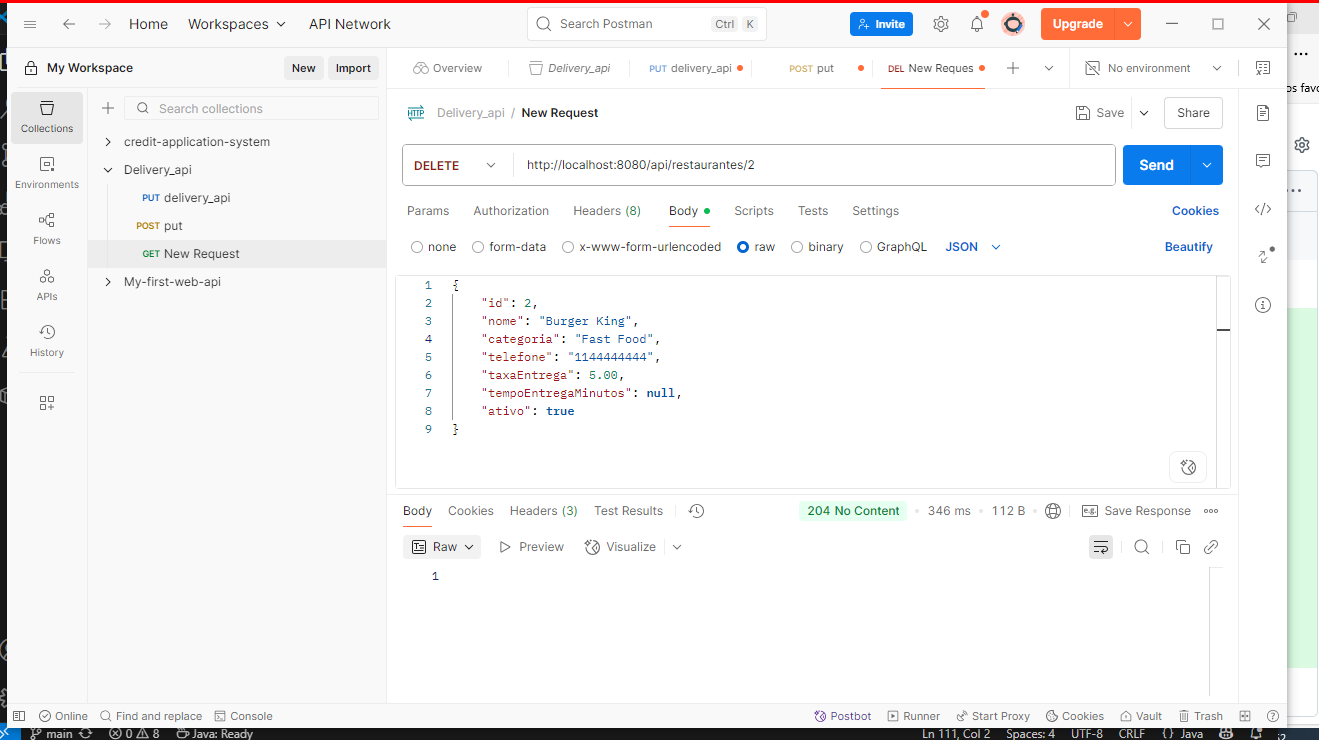 Home Workspaces API Network Search Postman Ctrl K Invite Upgrade
My Workspace New Import Overview Delivery_api PUT delivery_api POST put DEL New Reques No environment
Collections
Environments
Flows
APIs
History
Search collections
credit-application-system
Delivery_api
PUT delivery_api
POST put
GET New Request
My-first-web-api
HTTP Delivery_api / New Request Save Share
DELETE http://localhost:8080/api/restaurantes/2 Send
Params Authorization Headers (8) Body Scripts Tests Settings Cookies
none form-data x-www-form-urlencoded raw binary GraphQL JSON Beautify
1 {
2 "id": 2,
3 "nome": "Burger King",
4 "categoria": "Fast Food",
5 "telefone": "1144444444",
6 "taxaEntrega": 5.00,
7 "tempoEntregaMinutos": null,
8 "ativo": true
9 }
Body Cookies Headers (3) Test Results 204 No Content 346 ms 112 B e.g. Save Response
Raw Preview Visualize
1
Online Find and replace Console Postbot Runner Start Proxy Cookies Vault Trash
main 0 8 Java: Ready Ln 111, Col 2 Spaces: 4 UTF-8 CRLF {} Java